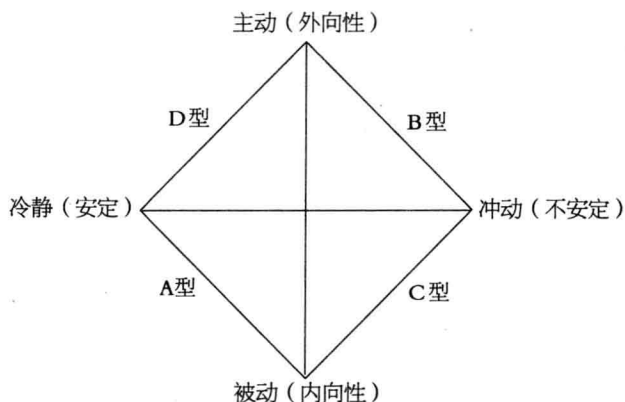 主动（外向性）
D型
B型
冷静（安定）
冲动（不安定）
A型
C型
被动（内向性）